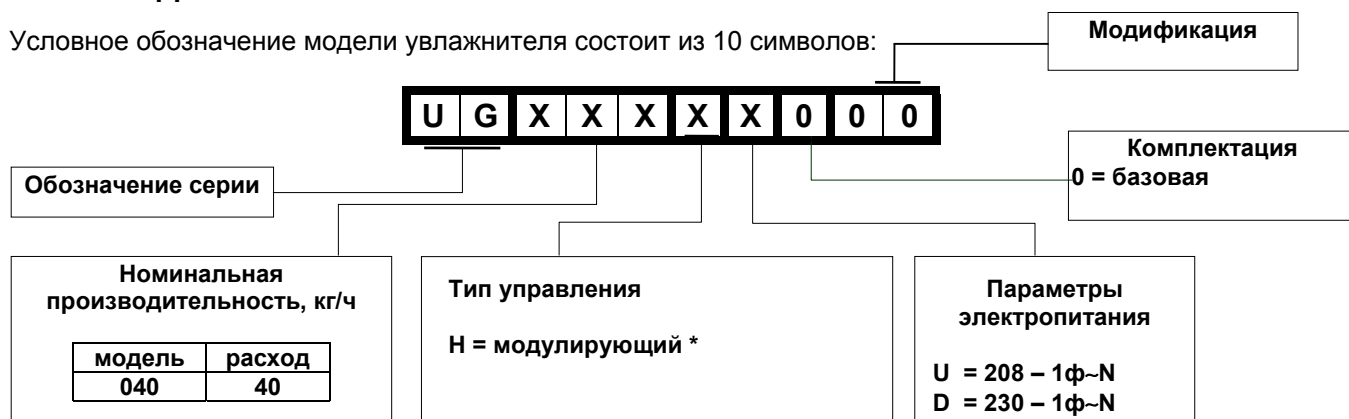 Условное обозначение модели увлажнителя состоит из 10 символов:
Модификация
U G X X X X X 0 0 0
Комплектация
0 = базовая
Обозначение серии
Номинальная
производительность, кг/ч
модель расход
040 40
Тип управления
H = модулирующий *
Параметры
электропитания
U = 208 – 1ф~N
D = 230 – 1ф~N